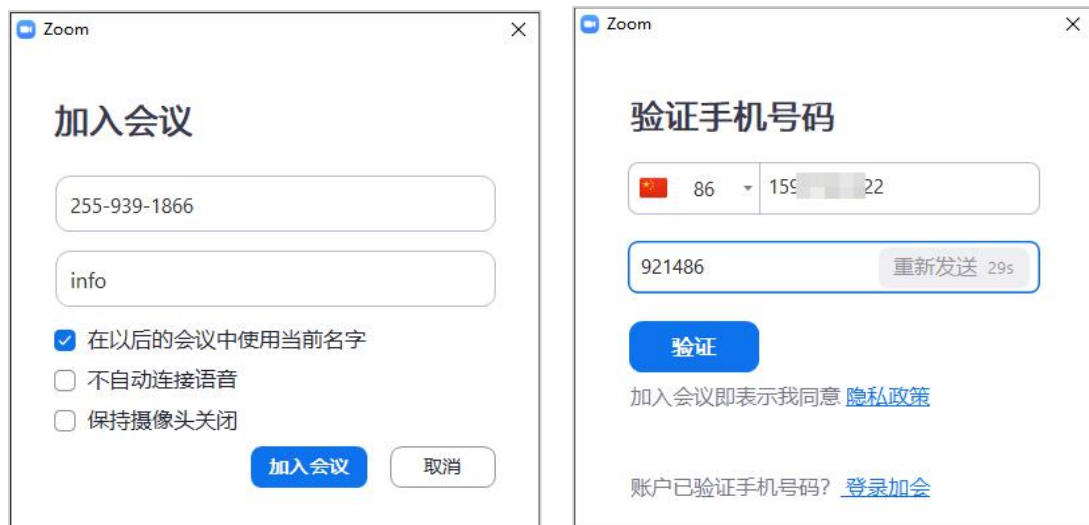 Zoom
加入会议
255-939-1866
info
在以后的会议中使用当前名字
不自动连接语音
保持摄像头关闭
加入会议 取消
Zoom
验证手机号码
86 159 22
921486 重新发送 29s
验证
加入会议即表示我同意 隐私政策
账户已验证手机号码? 登录加会